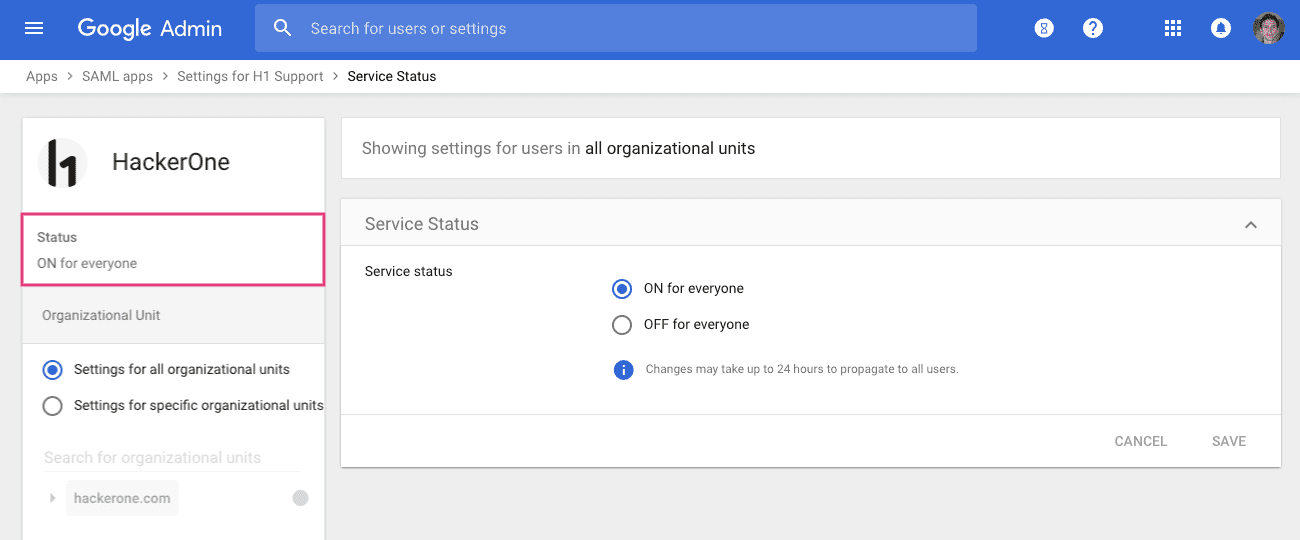 Google Admin
Search for users or settings
Apps > SAML apps > Settings for H1 Support > Service Status
h1 HackerOne
Status
ON for everyone
Organizational Unit
Settings for all organizational units
Settings for specific organizational units
Search for organizational units
hackerone.com
Showing settings for users in all organizational units
Service Status
Service status
ON for everyone
OFF for everyone
Changes may take up to 24 hours to propagate to all users.
CANCEL SAVE